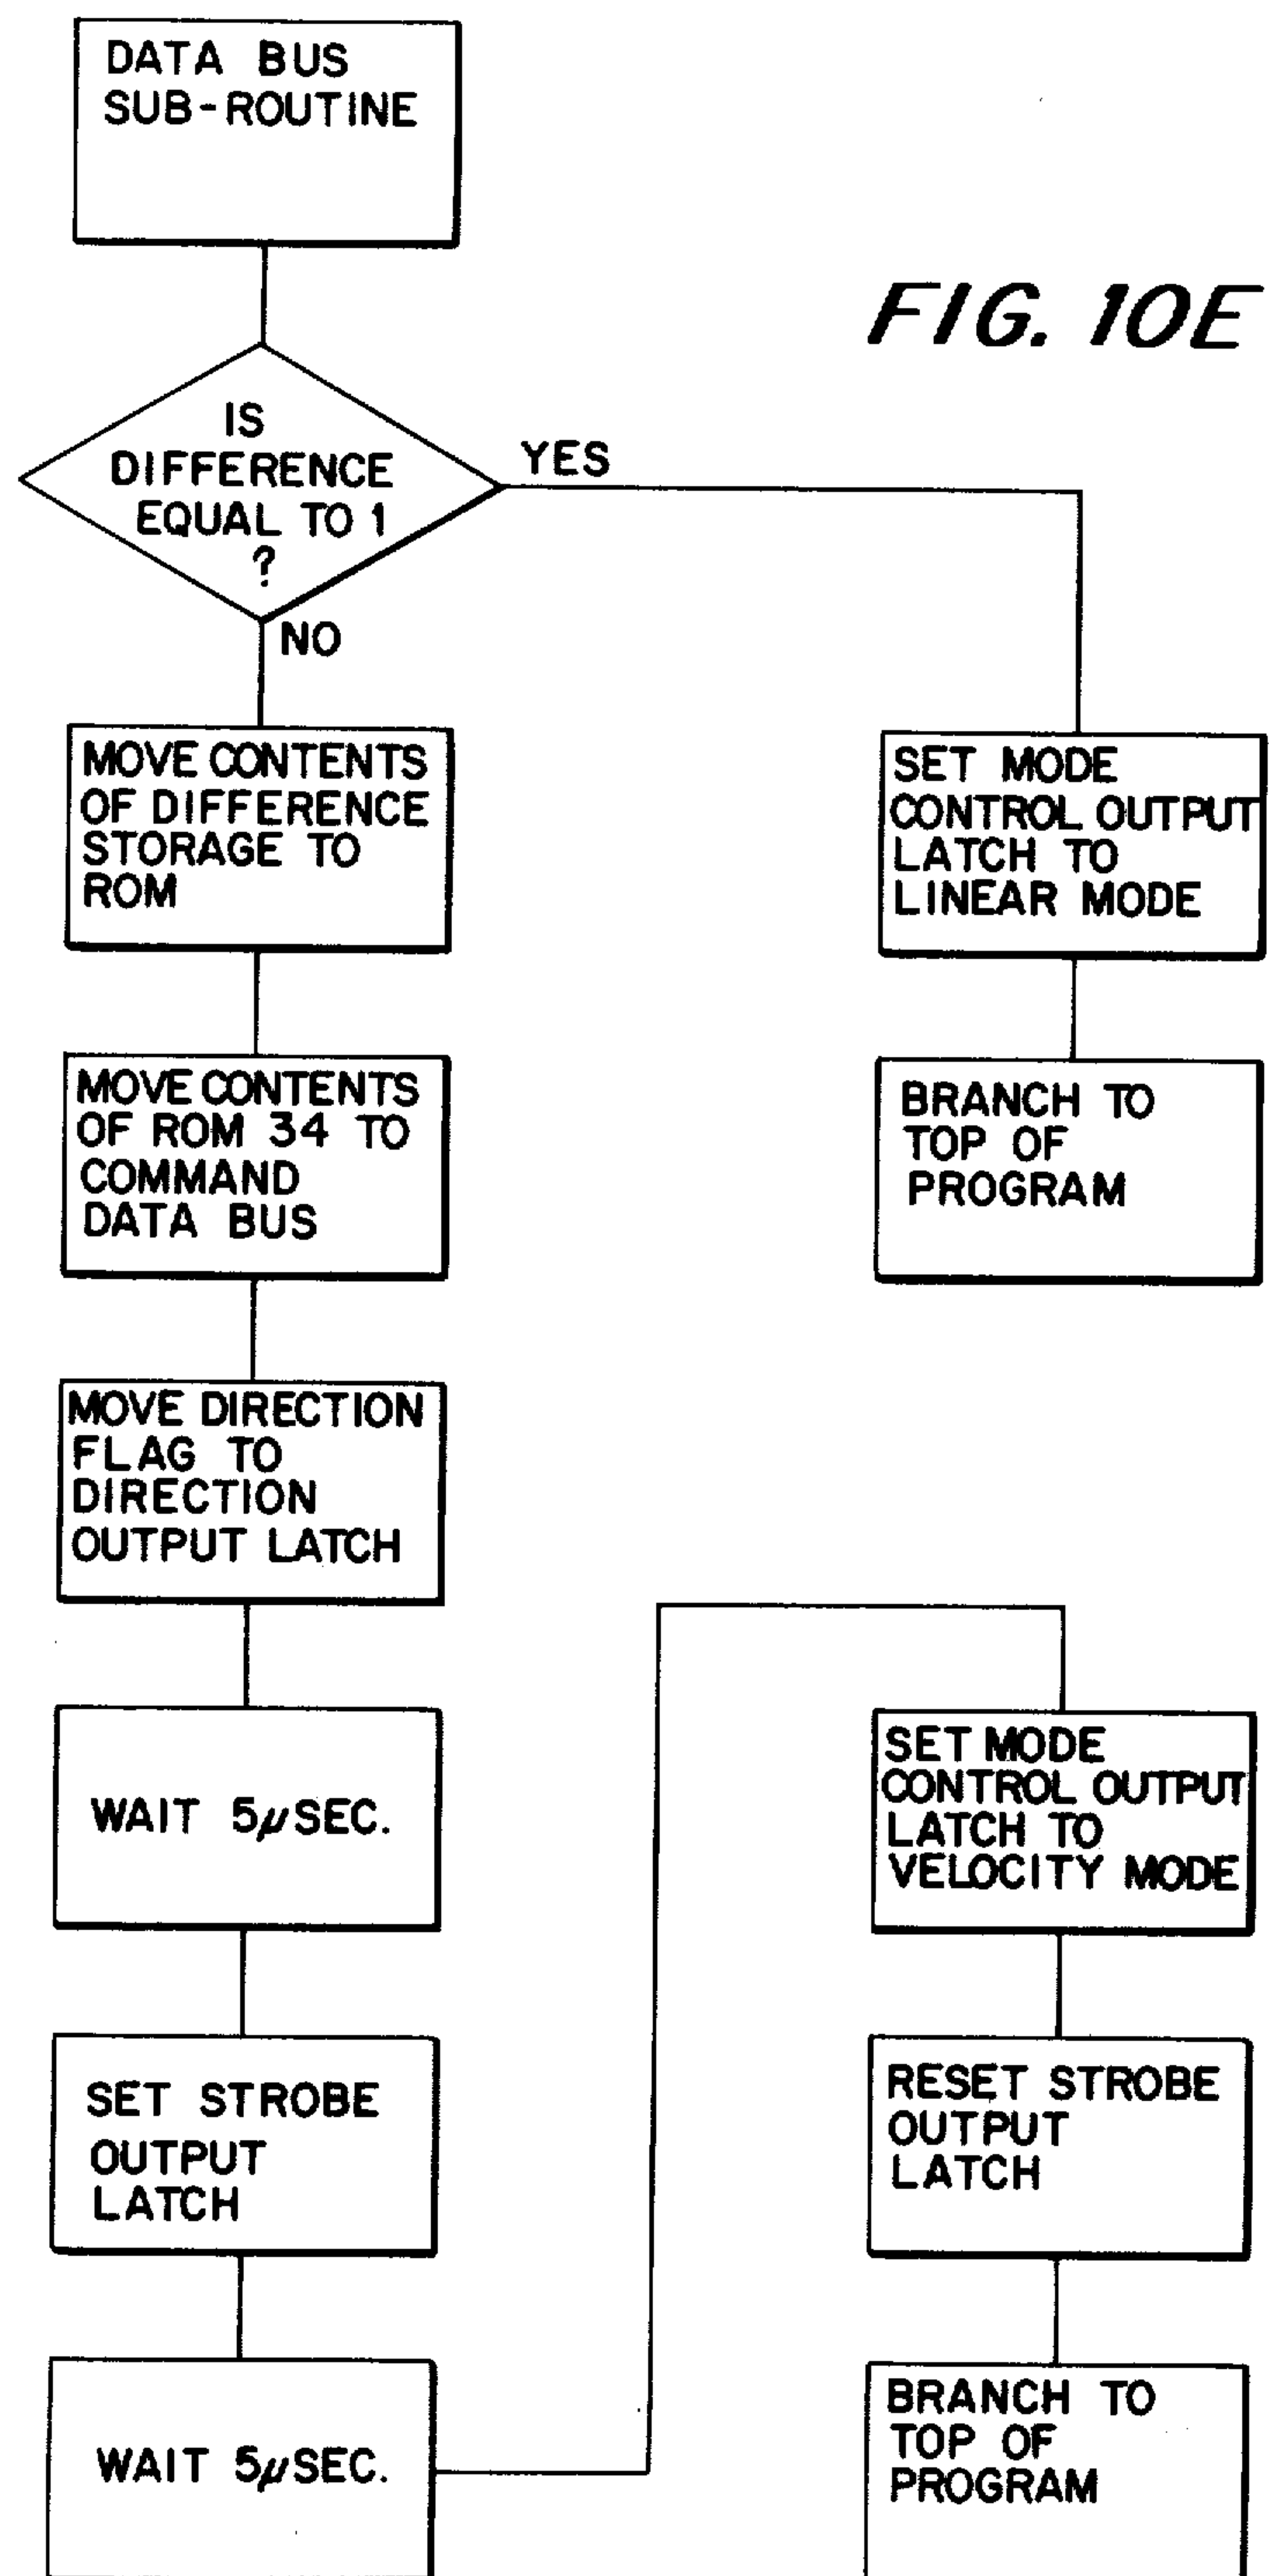 DATA BUS
SUB-ROUTINE
FIG. 10E
IS
DIFFERENCE
EQUAL TO 1
?
YES
NO
MOVE CONTENTS
OF DIFFERENCE
STORAGE TO
ROM
SET MODE
CONTROL OUTPUT
LATCH TO
LINEAR MODE
MOVE CONTENTS
OF ROM 34 TO
COMMAND
DATA BUS
BRANCH TO
TOP OF
PROGRAM
MOVE DIRECTION
FLAG TO
DIRECTION
OUTPUT LATCH
WAIT 5μSEC.
SET STROBE
OUTPUT
LATCH
WAIT 5μSEC.
SET MODE
CONTROL OUTPUT
LATCH TO
VELOCITY MODE
RESET STROBE
OUTPUT
LATCH
BRANCH TO
TOP OF
PROGRAM